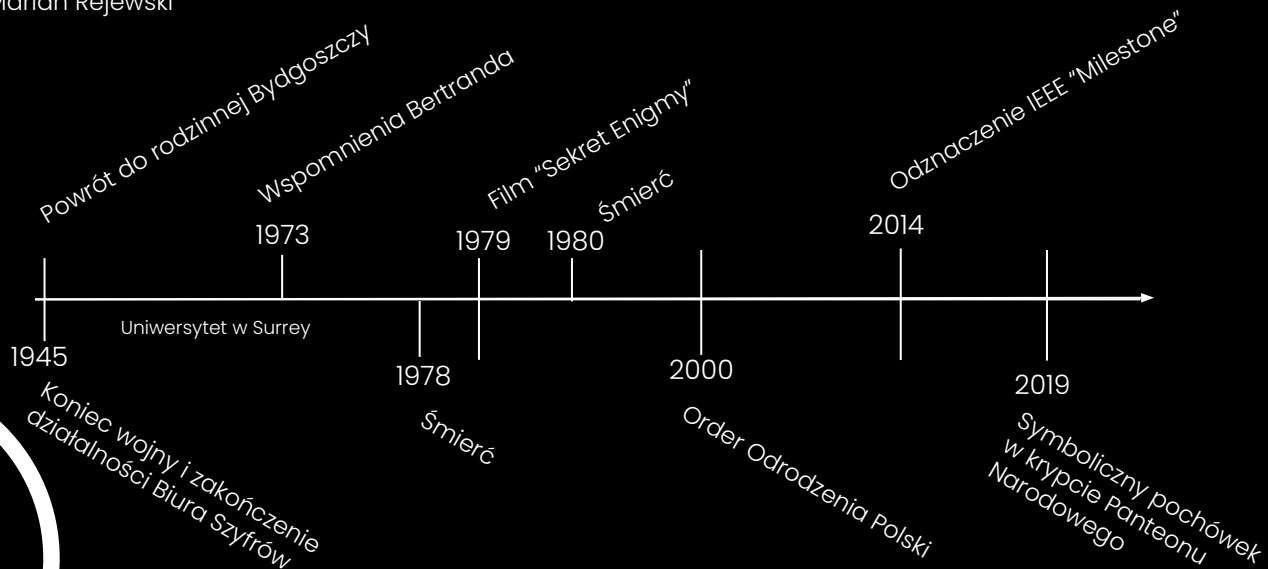 Marian Rejewski
Powrót do rodzinnej Bydgoszczy
Wspomnienia Bertranda
Film “Sekret Enigmy”
Śmierć
Odznaczenie IEEE “Milestone”
1973
1979
1980
2014
Uniwersytet w Surrey
1945
1978
2000
2019
Koniec wojny i zakończenie
działalności Biura Szyfrów
Śmierć
Order Odrodzenia Polski
Symboliczny pochówek
w krypcie Panteonu
Narodowego